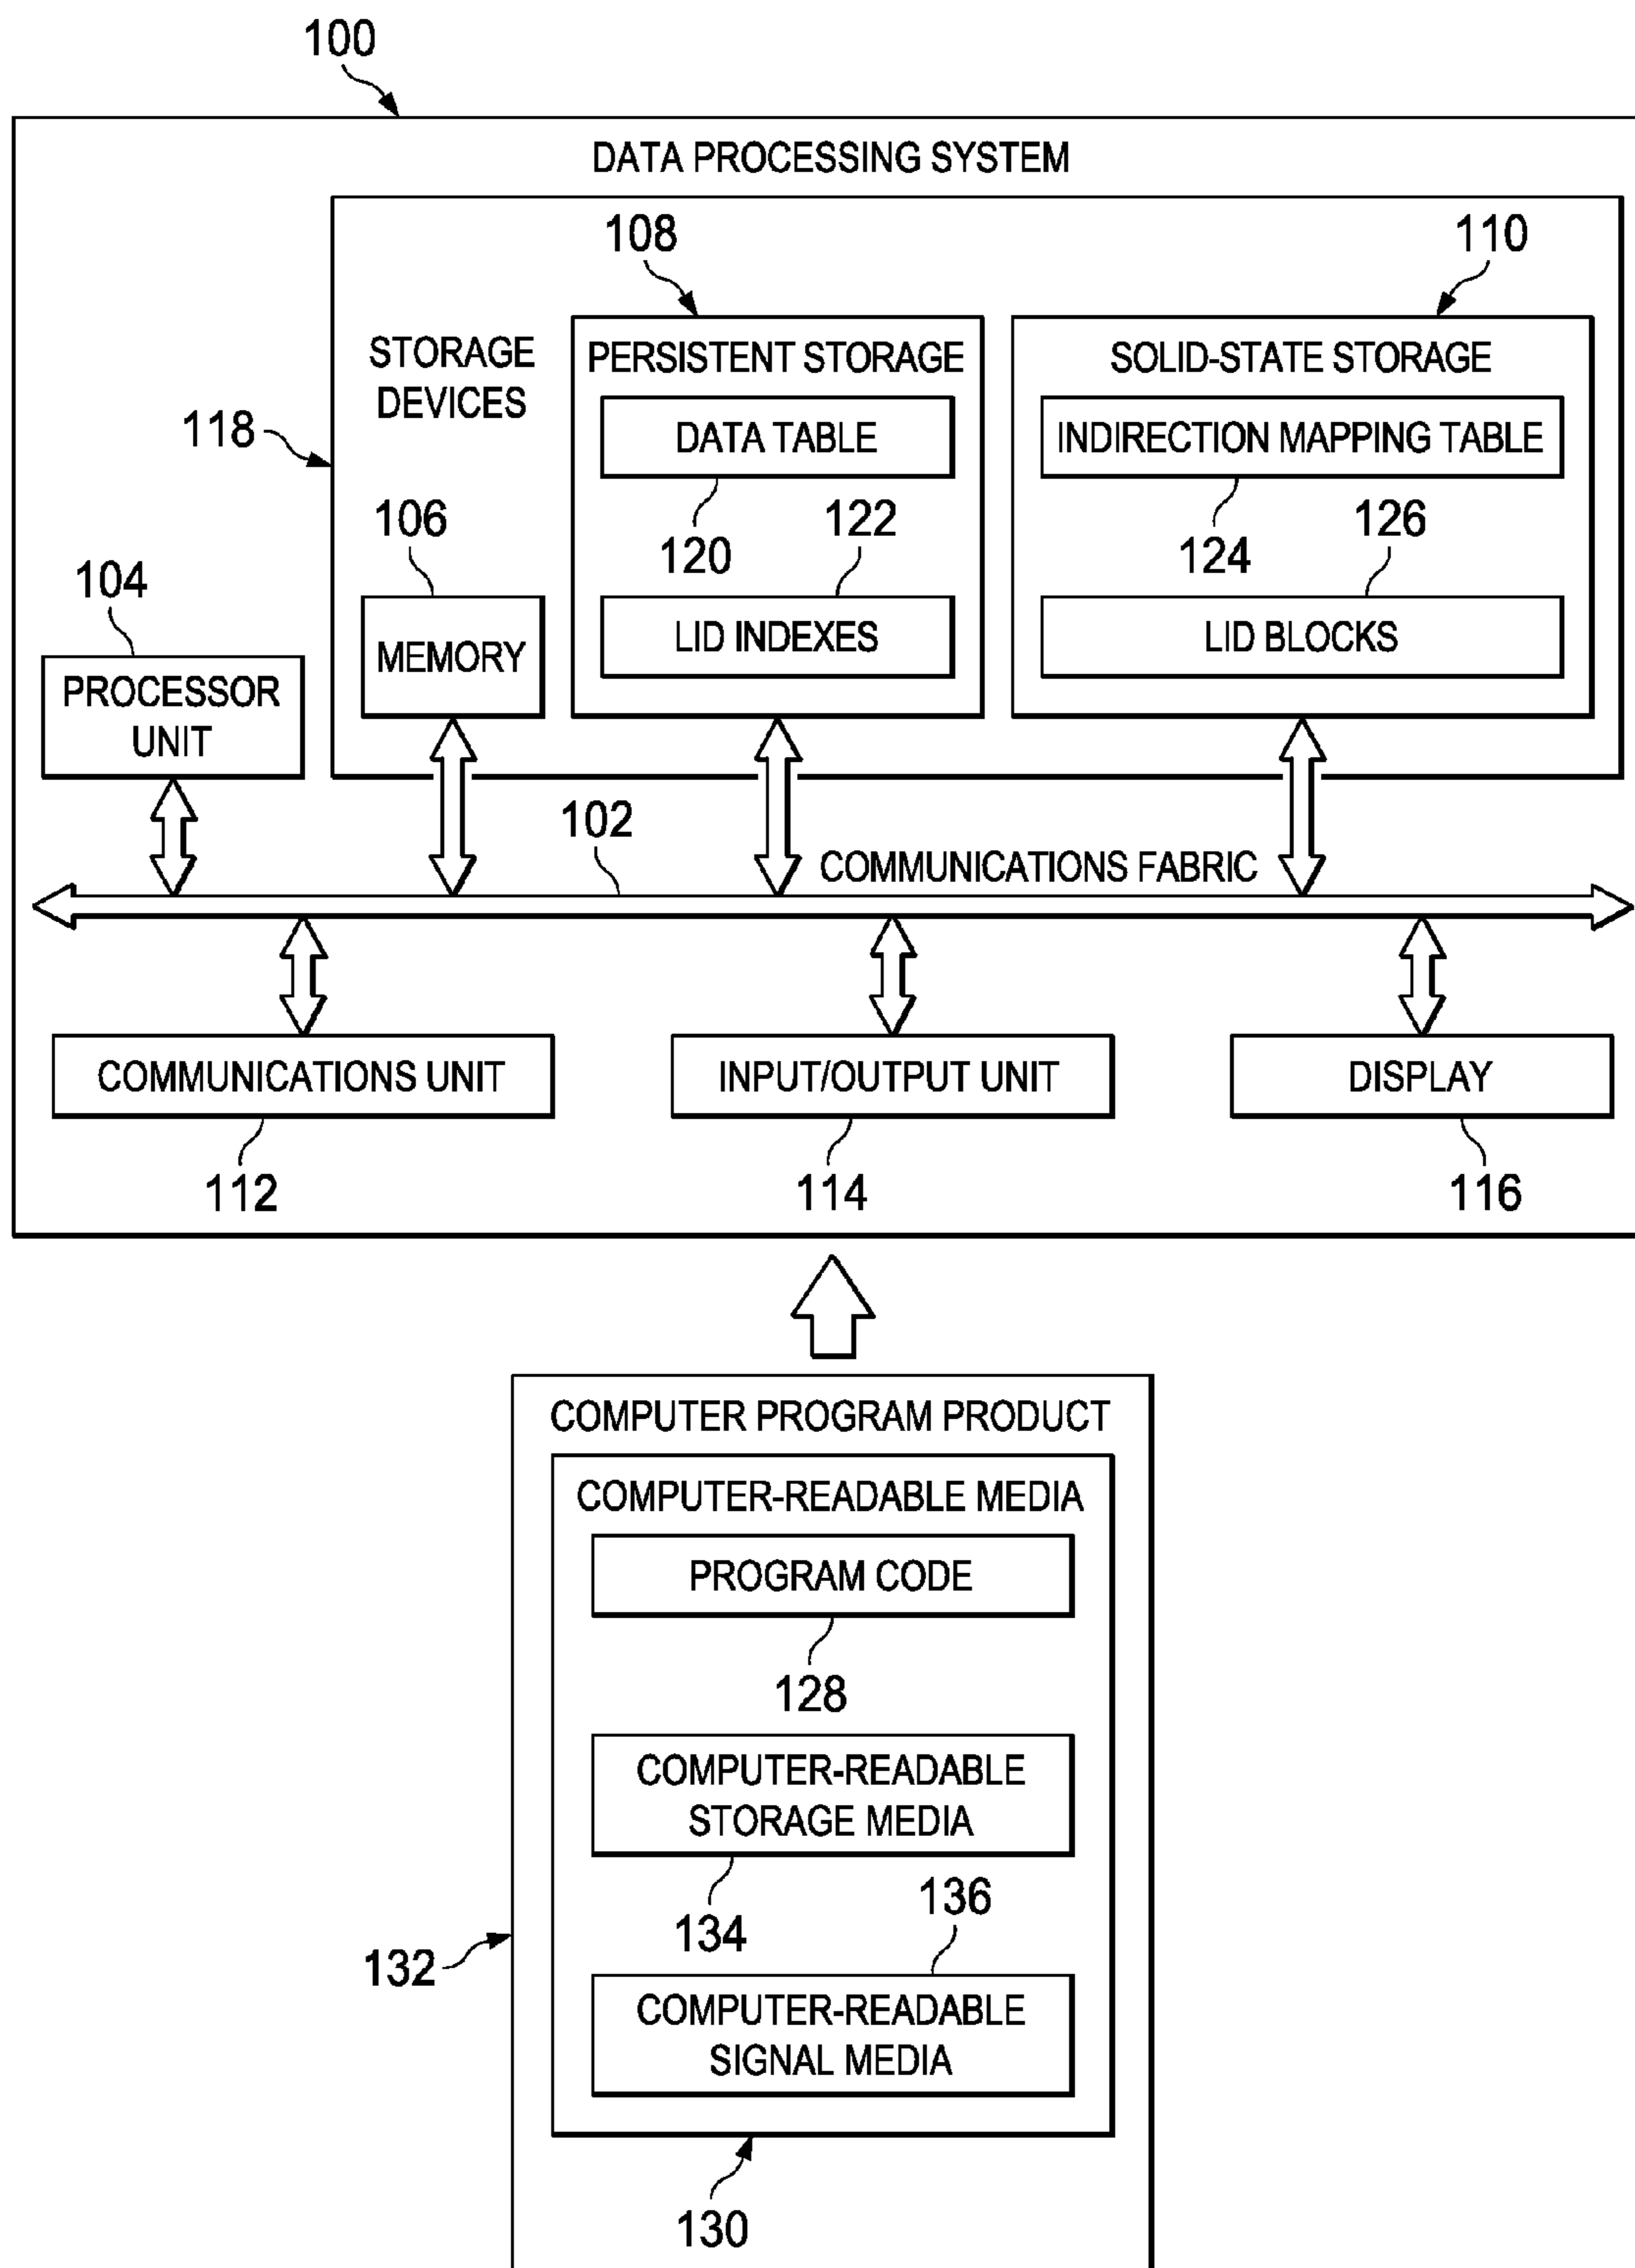 100
DATA PROCESSING SYSTEM
108
110
STORAGE
DEVICES
PERSISTENT STORAGE
SOLID-STATE STORAGE
118
DATA TABLE
INDIRECTION MAPPING TABLE
106
120
122
124
126
104
MEMORY
LID INDEXES
LID BLOCKS
PROCESSOR
UNIT
102
COMMUNICATIONS FABRIC
COMMUNICATIONS UNIT
INPUT/OUTPUT UNIT
DISPLAY
112
114
116
COMPUTER PROGRAM PRODUCT
COMPUTER-READABLE MEDIA
PROGRAM CODE
128
COMPUTER-READABLE
STORAGE MEDIA
134
136
132
COMPUTER-READABLE
SIGNAL MEDIA
130